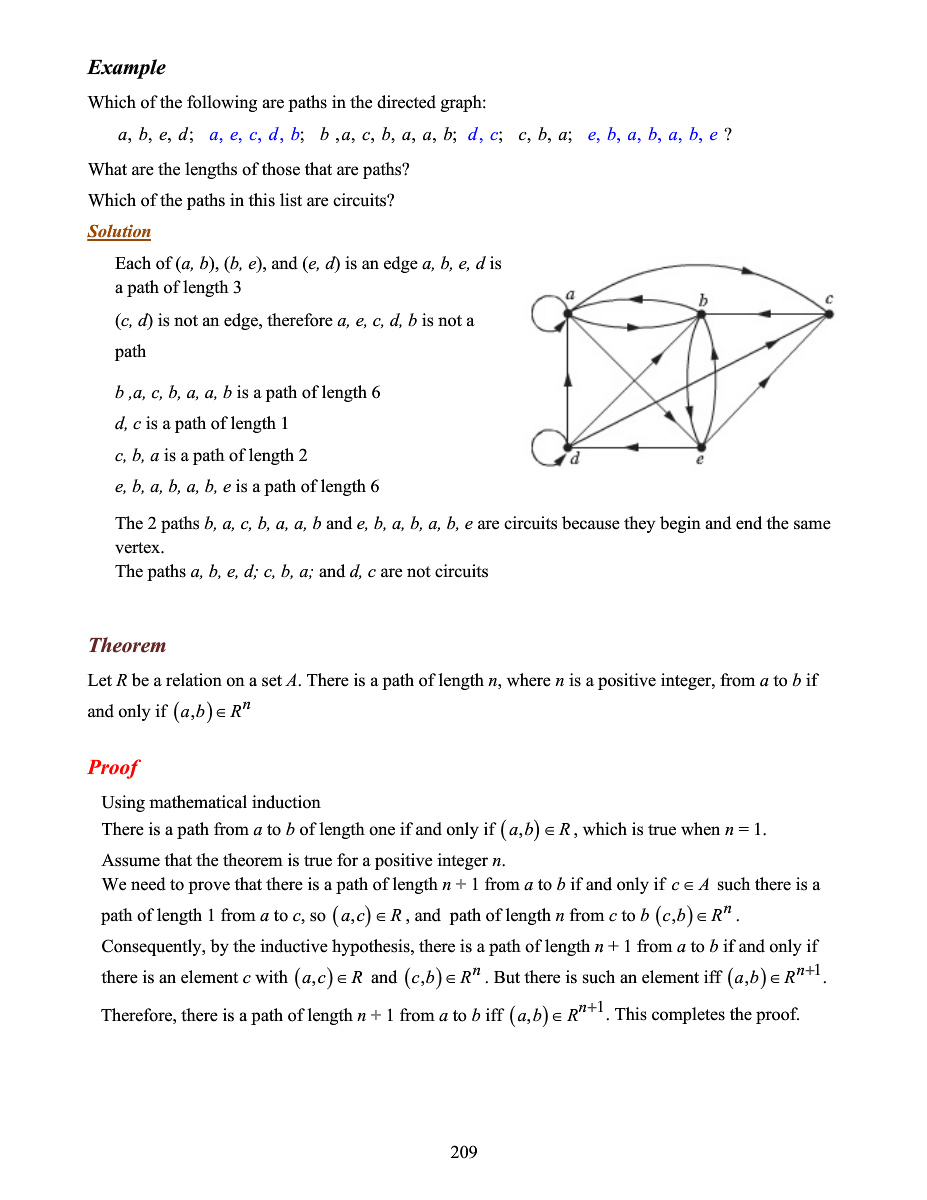 Example
Which of the following are paths in the directed graph:
a, b, e, d; a, e, c, d, b; b ,a, c, b, a, a, b; d, c; c, b, a; e, b, a, b, a, b, e ?
What are the lengths of those that are paths?
Which of the paths in this list are circuits?
Solution
Each of (a, b), (b, e), and (e, d) is an edge a, b, e, d is
a path of length 3
(c, d) is not an edge, therefore a, e, c, d, b is not a
path
b ,a, c, b, a, a, b is a path of length 6
d, c is a path of length 1
c, b, a is a path of length 2
e, b, a, b, a, b, e is a path of length 6
a
b
c
d
e
The 2 paths b, a, c, b, a, a, b and e, b, a, b, a, b, e are circuits because they begin and end the same
vertex.
The paths a, b, e, d; c, b, a; and d, c are not circuits
Theorem
Let R be a relation on a set A. There is a path of length n, where n is a positive integer, from a to b if
and only if (a,b) ∈ Rⁿ
Proof
Using mathematical induction
There is a path from a to b of length one if and only if (a,b) ∈ R, which is true when n = 1.
Assume that the theorem is true for a positive integer n.
We need to prove that there is a path of length n + 1 from a to b if and only if c ∈ A such there is a
path of length 1 from a to c, so (a,c) ∈ R, and path of length n from c to b (c,b) ∈ Rⁿ.
Consequently, by the inductive hypothesis, there is a path of length n + 1 from a to b if and only if
there is an element c with (a,c) ∈ R and (c,b) ∈ Rⁿ. But there is such an element iff (a,b) ∈ Rⁿ⁺¹.
Therefore, there is a path of length n + 1 from a to b iff (a,b) ∈ Rⁿ⁺¹. This completes the proof.
209